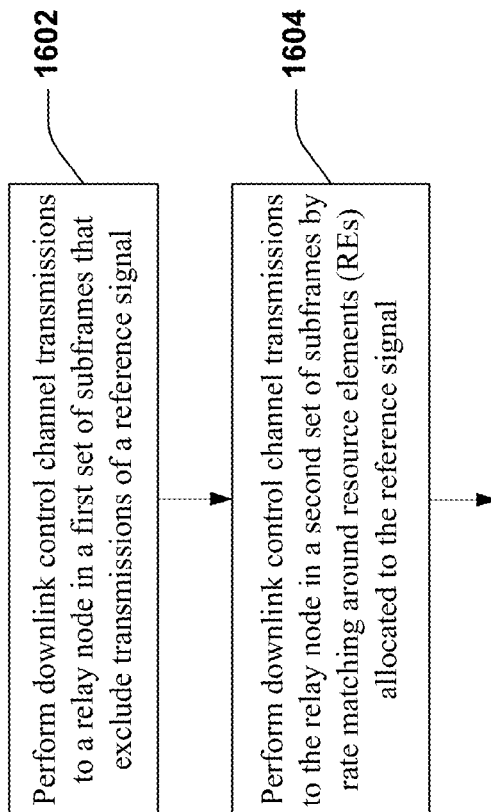 Perform downlink control channel transmissions
to a relay node in a first set of subframes that
exclude transmissions of a reference signal
1602
Perform downlink control channel transmissions
to the relay node in a second set of subframes by
rate matching around resource elements (REs)
allocated to the reference signal
1604